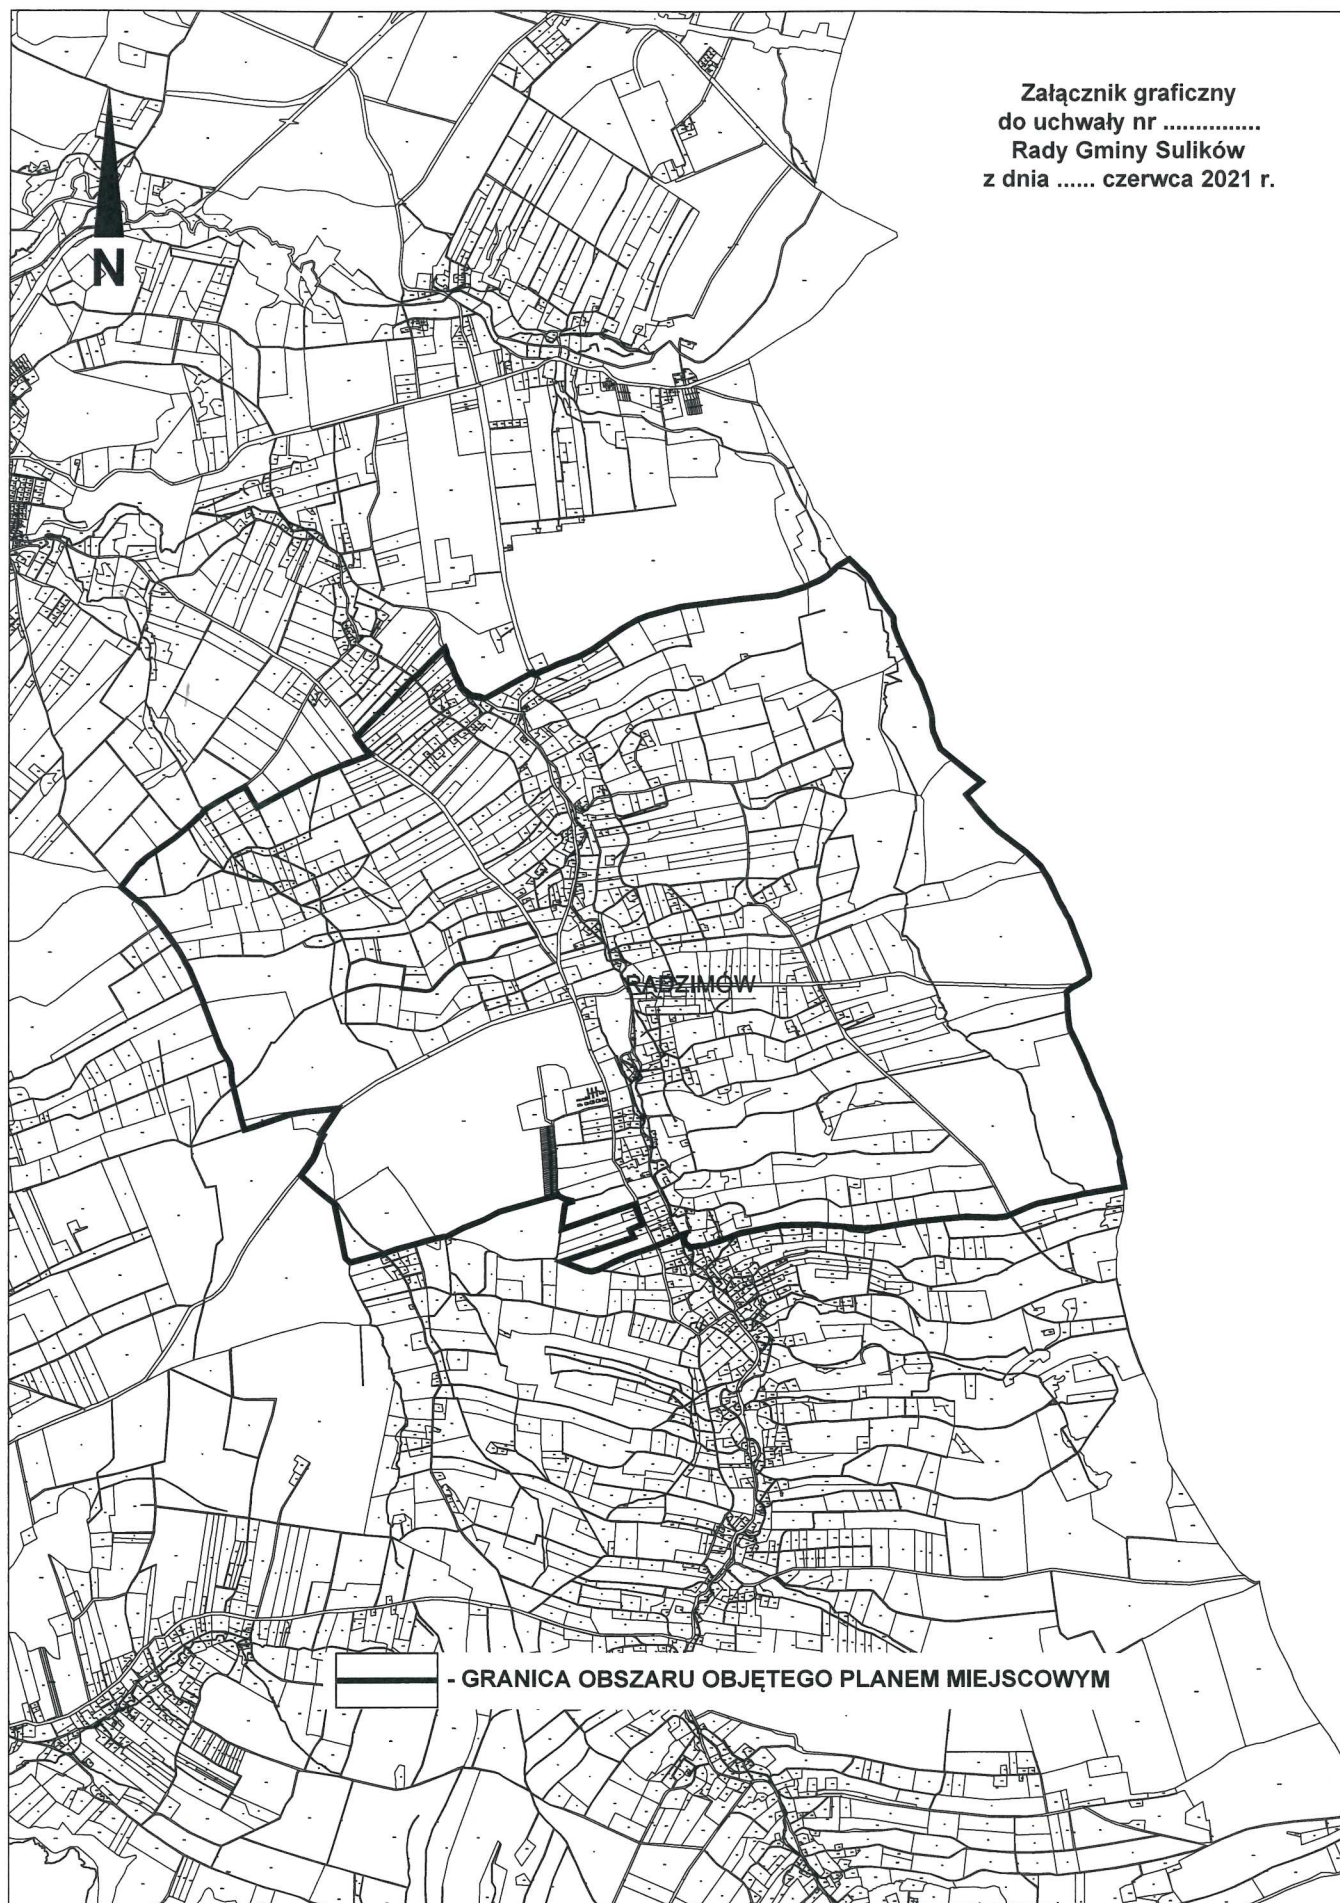 Załącznik graficzny
do uchwały nr ...............
Rady Gminy Sulików
z dnia ...... czerwca 2021 r.
N
RADZIMÓW
- GRANICA OBSZARU OBJĘTEGO PLANEM MIEJSCOWYM